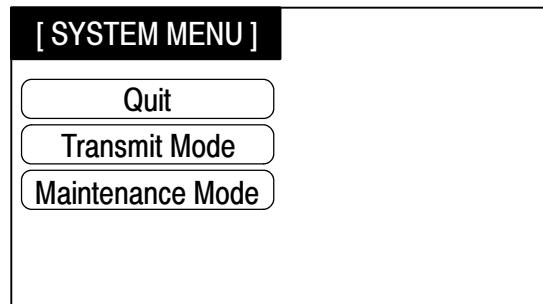 [ SYSTEM MENU ]
Quit
Transmit Mode
Maintenance Mode